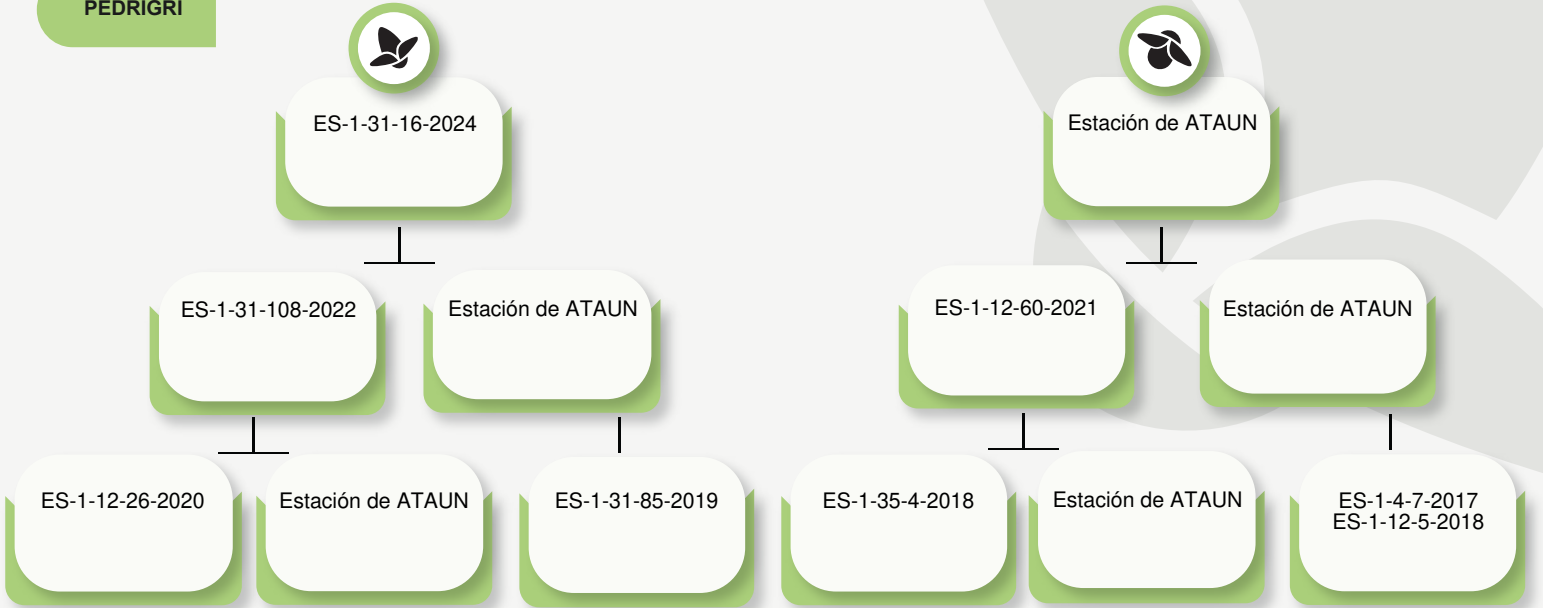 PEDRIGRI
ES-1-31-16-2024
Estación de ATAUN
ES-1-31-108-2022
Estación de ATAUN
ES-1-12-60-2021
Estación de ATAUN
ES-1-12-26-2020
Estación de ATAUN
ES-1-31-85-2019
ES-1-35-4-2018
Estación de ATAUN
ES-1-4-7-2017
ES-1-12-5-2018